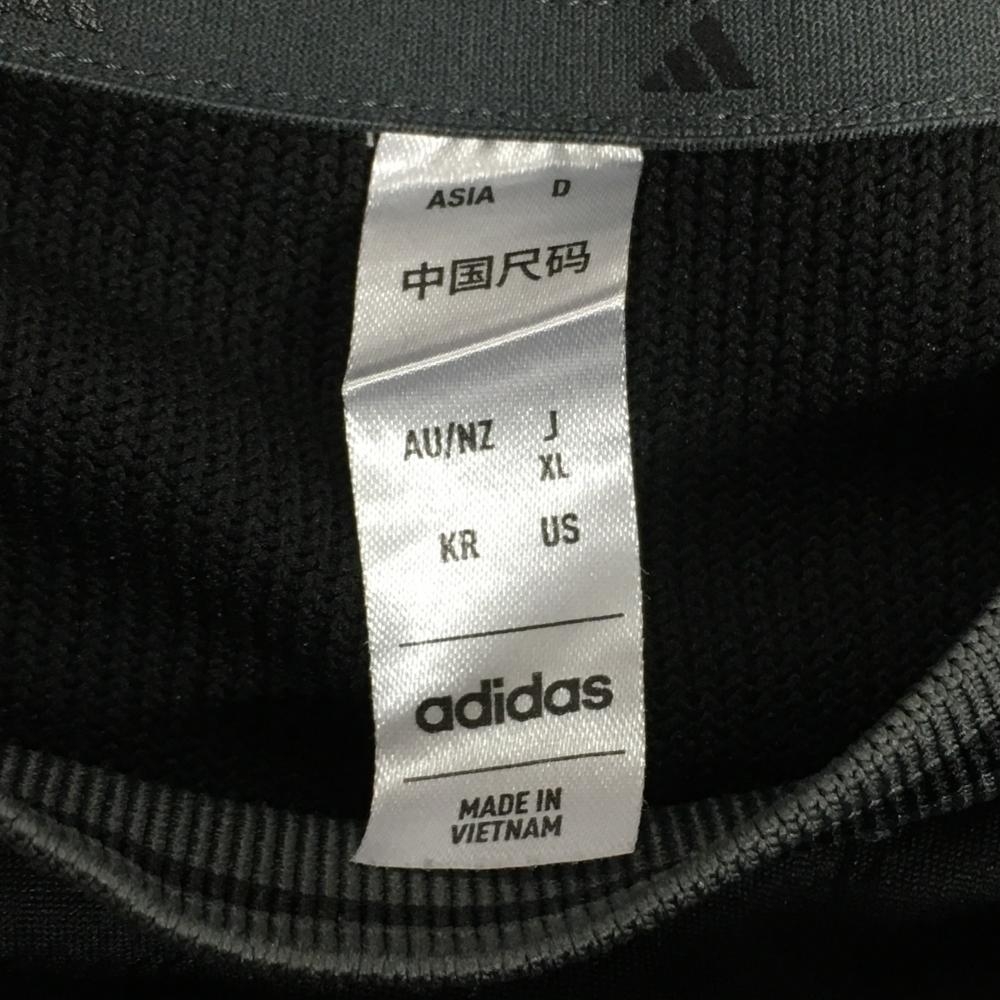 ASIA D
中国尺码
AU/NZ J
XL
KR US
adidas
MADE IN
VIETNAM